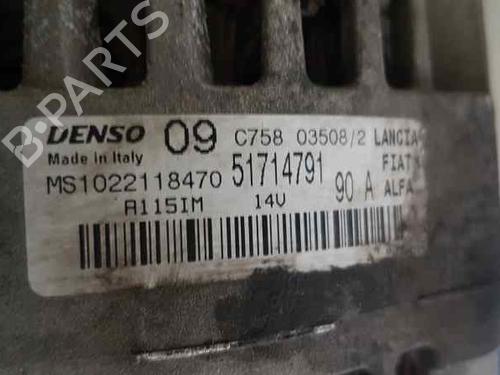 B-PARTS
DENSO 09 C758 03508/2 LANCIA
Made in Italy 51714791 FIAT
MS1022118470 90 A ALFA
A115IM 14V